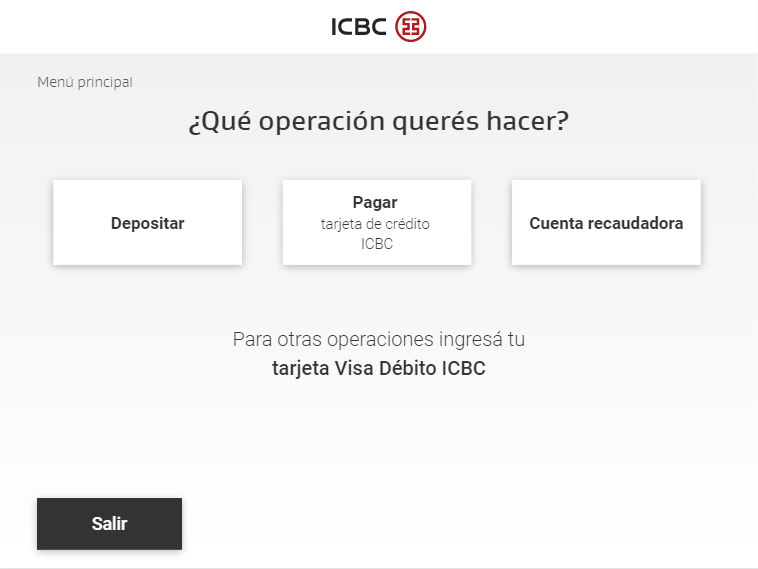 ICBC
Menú principal
¿Qué operación querés hacer?
Depositar
Pagar
tarjeta de crédito
ICBC
Cuenta recaudadora
Para otras operaciones ingresá tu
tarjeta Visa Débito ICBC
Salir